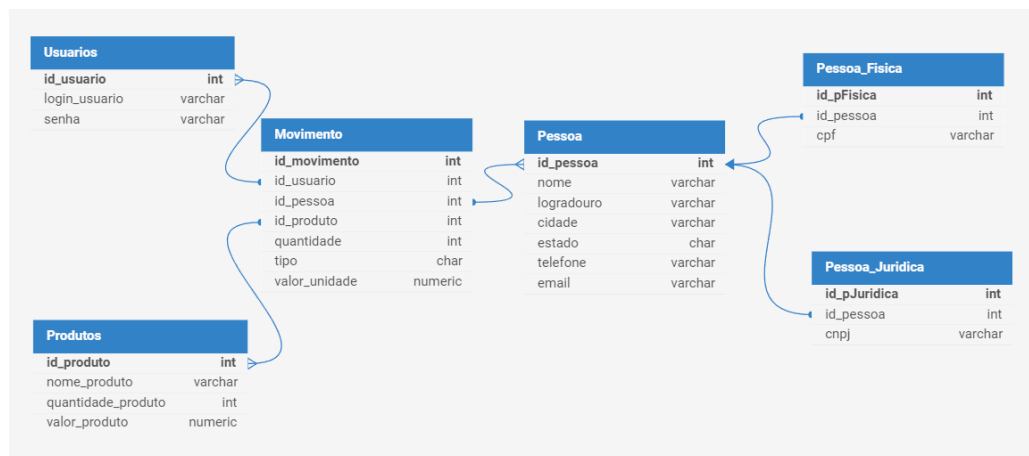 Usuarios
id_usuario int
login_usuario varchar
senha varchar
Movimento
id_movimento int
id_usuario int
id_pessoa int
id_produto int
quantidade int
tipo char
valor_unidade numeric
Produtos
id_produto int
nome_produto varchar
quantidade_produto int
valor_produto numeric
Pessoa
id_pessoa int
nome varchar
logradouro varchar
cidade varchar
estado char
telefone varchar
email varchar
Pessoa_Fisica
id_pFisica int
id_pessoa int
cpf varchar
Pessoa_Juridica
id_pJuridica int
id_pessoa int
cnpj varchar